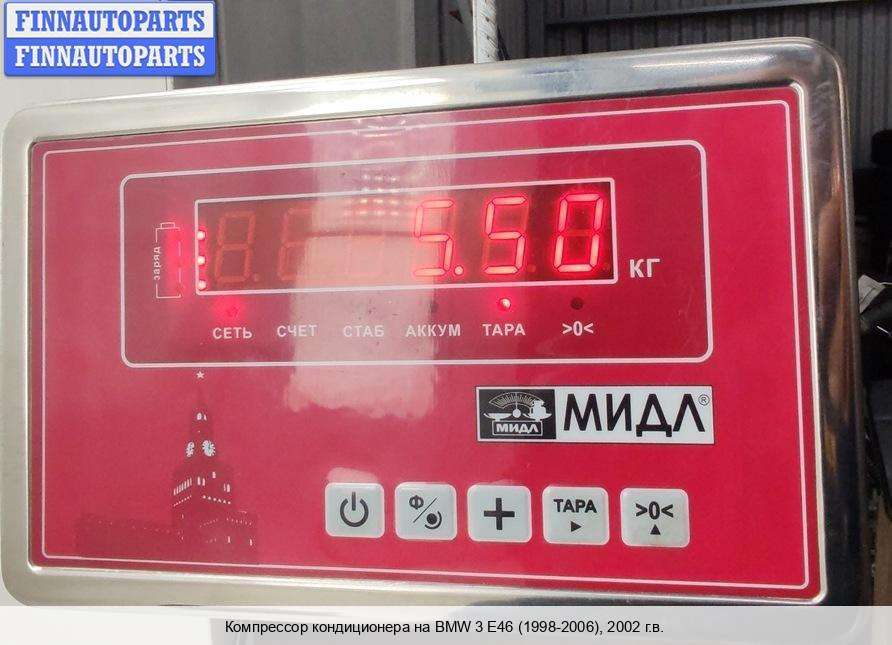 FINNAUTOPARTS
FINNAUTOPARTS
заряд
5.50
КГ
СЕТЬ СЧЕТ СТАБ АККУМ ТАРА >0<
МИДЛ
МИДЛ®
Ф
ТАРА
>0<
Компрессор кондиционера на BMW 3 E46 (1998-2006), 2002 г.в.